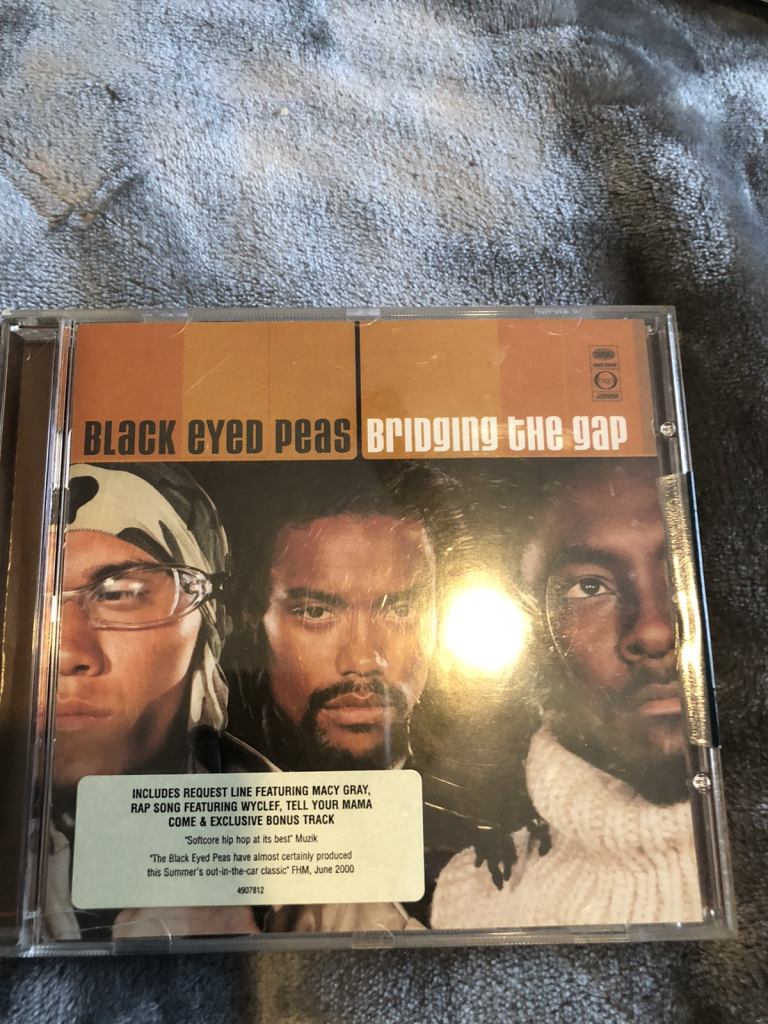 BLACK EYED PEAS BRIDGING THE GAP
INCLUDES REQUEST LINE FEATURING MACY GRAY,
RAP SONG FEATURING WYCLEF, TELL YOUR MAMA
COME & EXCLUSIVE BONUS TRACK
"Softcore hip hop at its best" Muzik
"The Black Eyed Peas have almost certainly produced
this Summer's out-in-the-car classic" FHM, June 2000
4907812